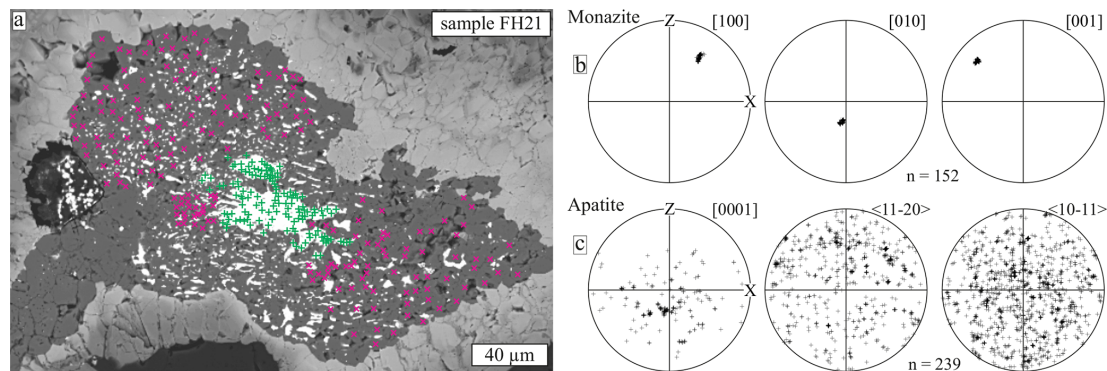 a
sample FH21
40 µm
Monazite
b
Z
X
[100]
[010]
[001]
n = 152
Apatite
c
Z
X
[0001]
<11-20>
<10-11>
n = 239